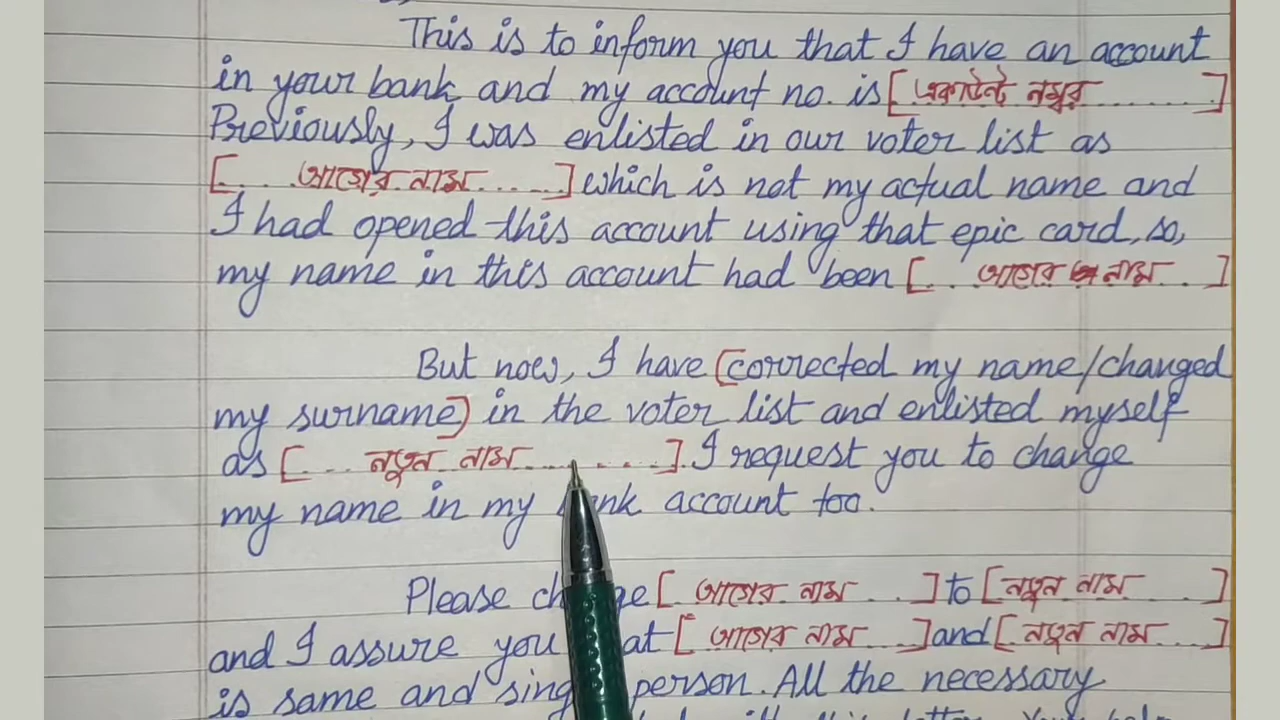 This is to inform you that I have an account
in your bank and my account no. is [ একাউন্ট নম্বর ........ ]
Previously, I was enlisted in our voter list as
[. ... আগের নাম ...... ] which is not my actual name and
I had opened this account using that epic card, so,
my name in this account had been [. .. আগের নাম ... ]
But now, I have [corrected my name/changed
my surname] in the voter list and enlisted myself
as [ ... নতুন নাম ........ ]. I request you to change
my name in my account too.
Please [ আগের নাম ... ] to [ নতুন নাম ...... ]
and I assure you [ আগের নাম ... ] and [ নতুন নাম .... ]
is same and person. All the necessary
this letter. Your help